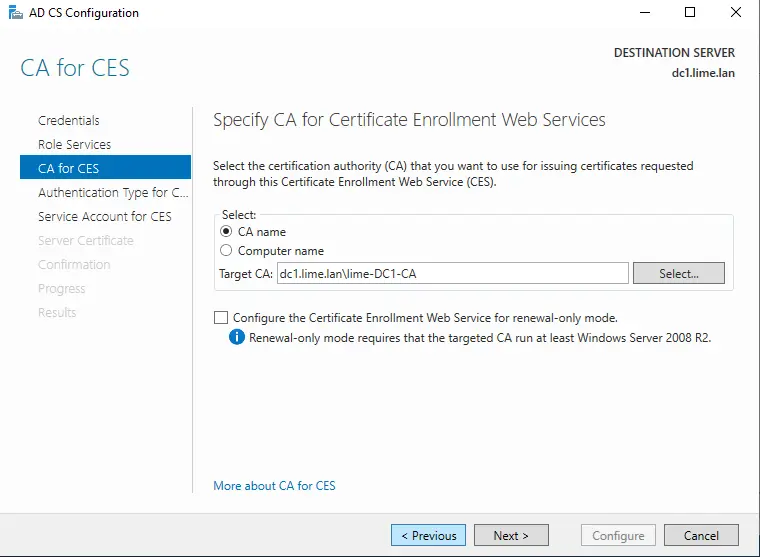 AD CS Configuration
DESTINATION SERVER
dc1.lime.lan
CA for CES
Credentials
Role Services
CA for CES
Authentication Type for C...
Service Account for CES
Server Certificate
Confirmation
Progress
Results
Specify CA for Certificate Enrollment Web Services
Select the certification authority (CA) that you want to use for issuing certificates requested
through this Certificate Enrollment Web Service (CES).
Select:
CA name
Computer name
Target CA: dc1.lime.lan\lime-DC1-CA Select...
Configure the Certificate Enrollment Web Service for renewal-only mode.
Renewal-only mode requires that the targeted CA run at least Windows Server 2008 R2.
More about CA for CES
< Previous Next > Configure Cancel